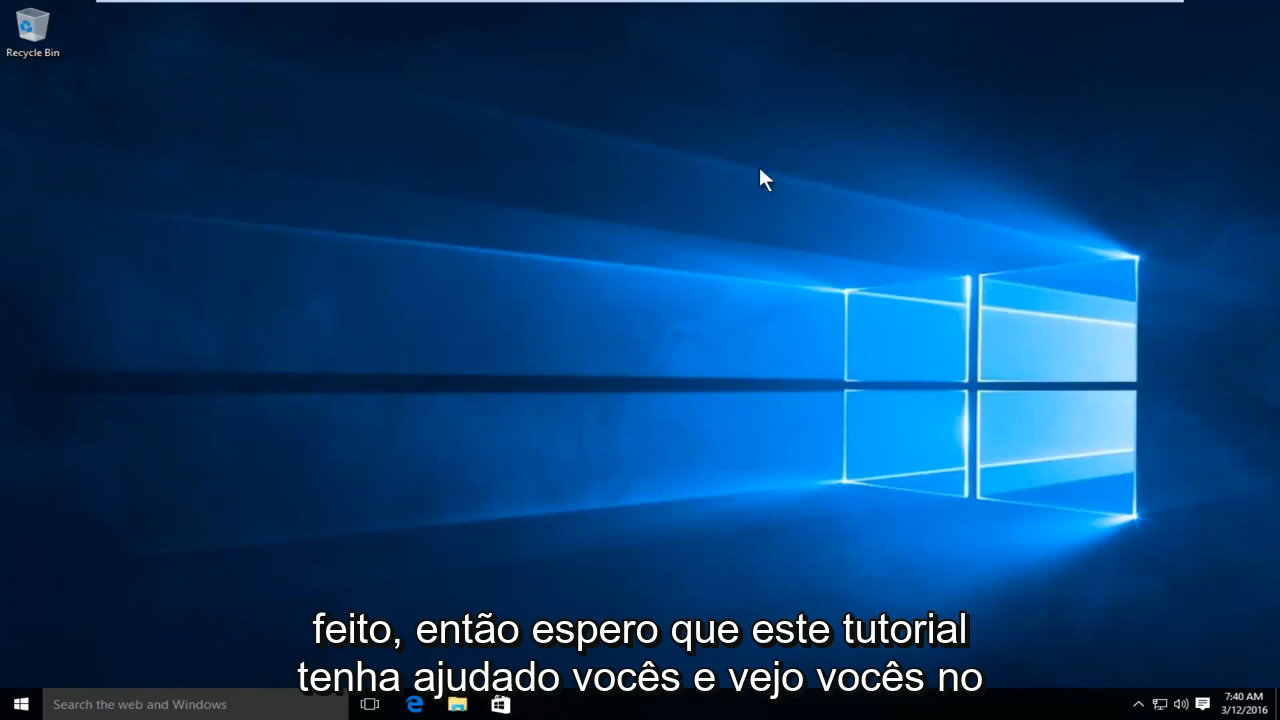 Recycle Bin
feito, então espero que este tutorial
tenha ajudado vocês e vejo vocês no
Search the web and Windows
7:40 AM
3/12/2016